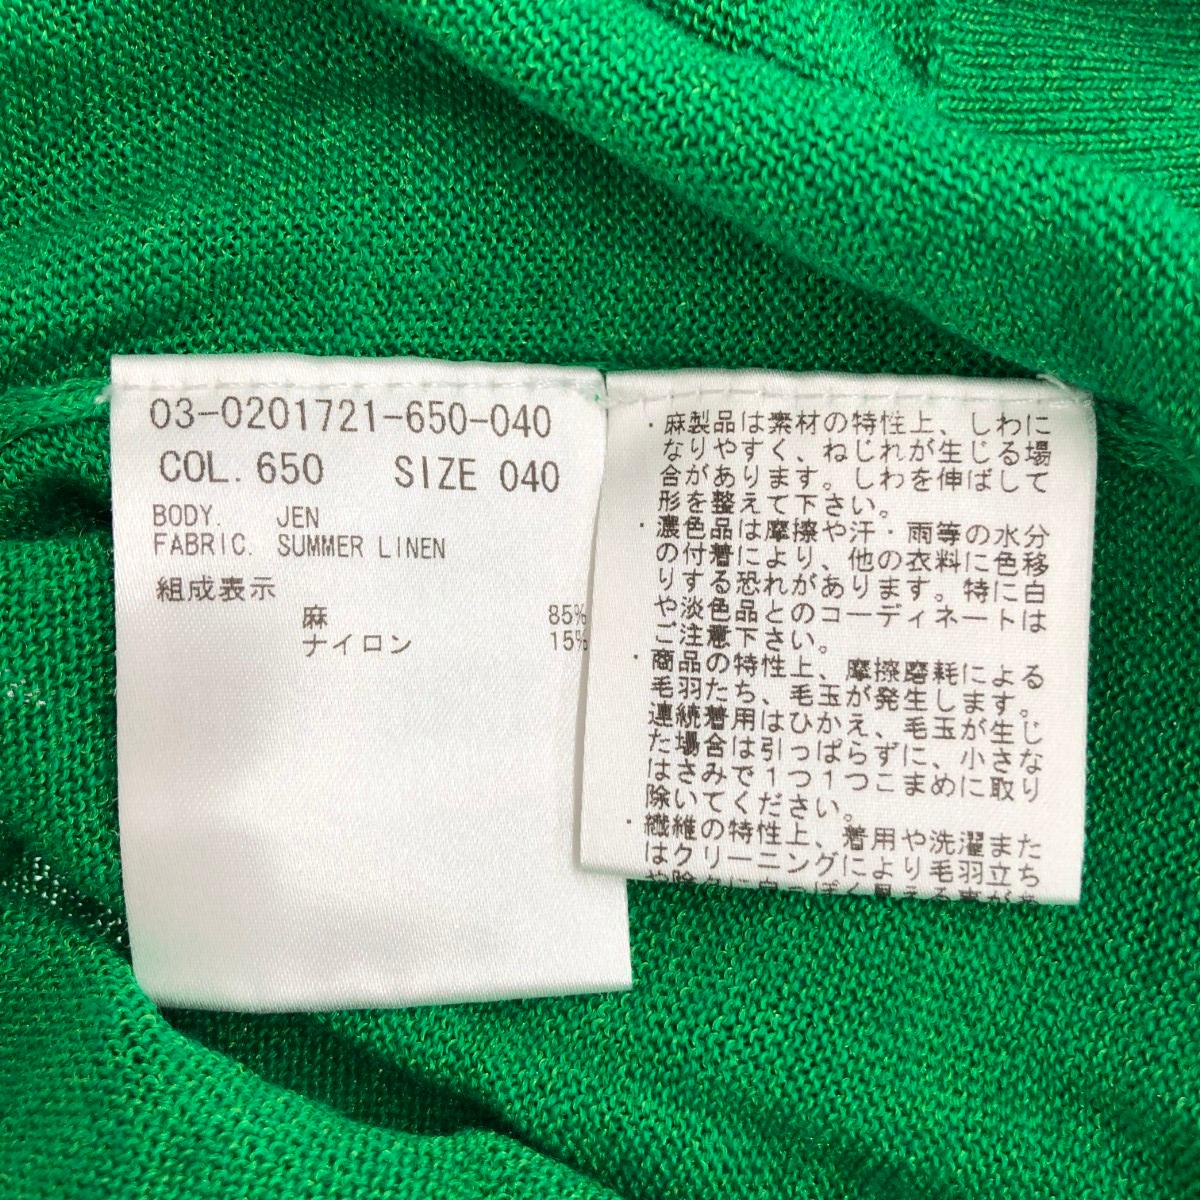 03-0201721-650-040
COL. 650 SIZE 040
BODY. JEN
FABRIC. SUMMER LINEN
組成表示
麻 85%
ナイロン 15%
・麻製品は素材の特性上、しわに
なりやすく、ねじれが生じる場
合があります。しわを伸ばして
形を整えて下さい。
・濃色品は摩擦や汗・雨等の水分
の付着により、他の衣料に色移
りする恐れがあります。特に白
や淡色品とのコーディネートは
ご注意下さい。
・商品の特性上、摩擦磨耗による
毛羽たち、毛玉が発生します。
連続着用はひかえ、毛玉が生じ
た場合は引っぱらずに、小さな
はさみで1つ1つこまめに取り
除いてください。
・繊維の特性上、着用や洗濯また
はクリーニングにより毛羽立ち